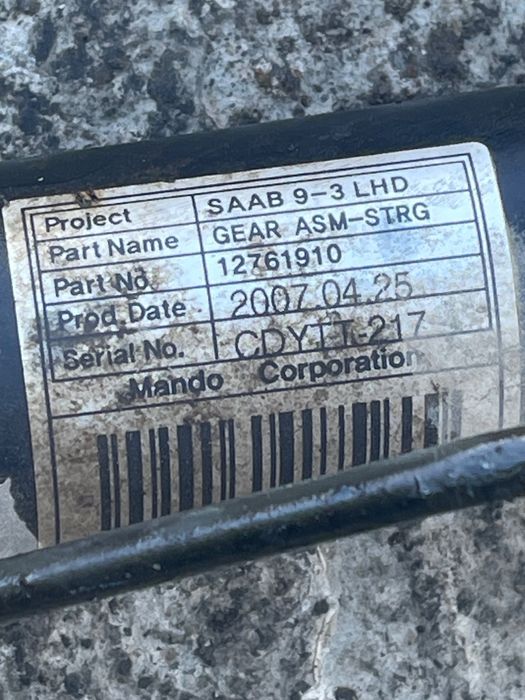 Project SAAB 9-3 LHD
Part Name GEAR ASM-STRG
Part No. 12761910
Prod. Date 2007.04.25
Serial No. CDYTT-217
Mando Corporation